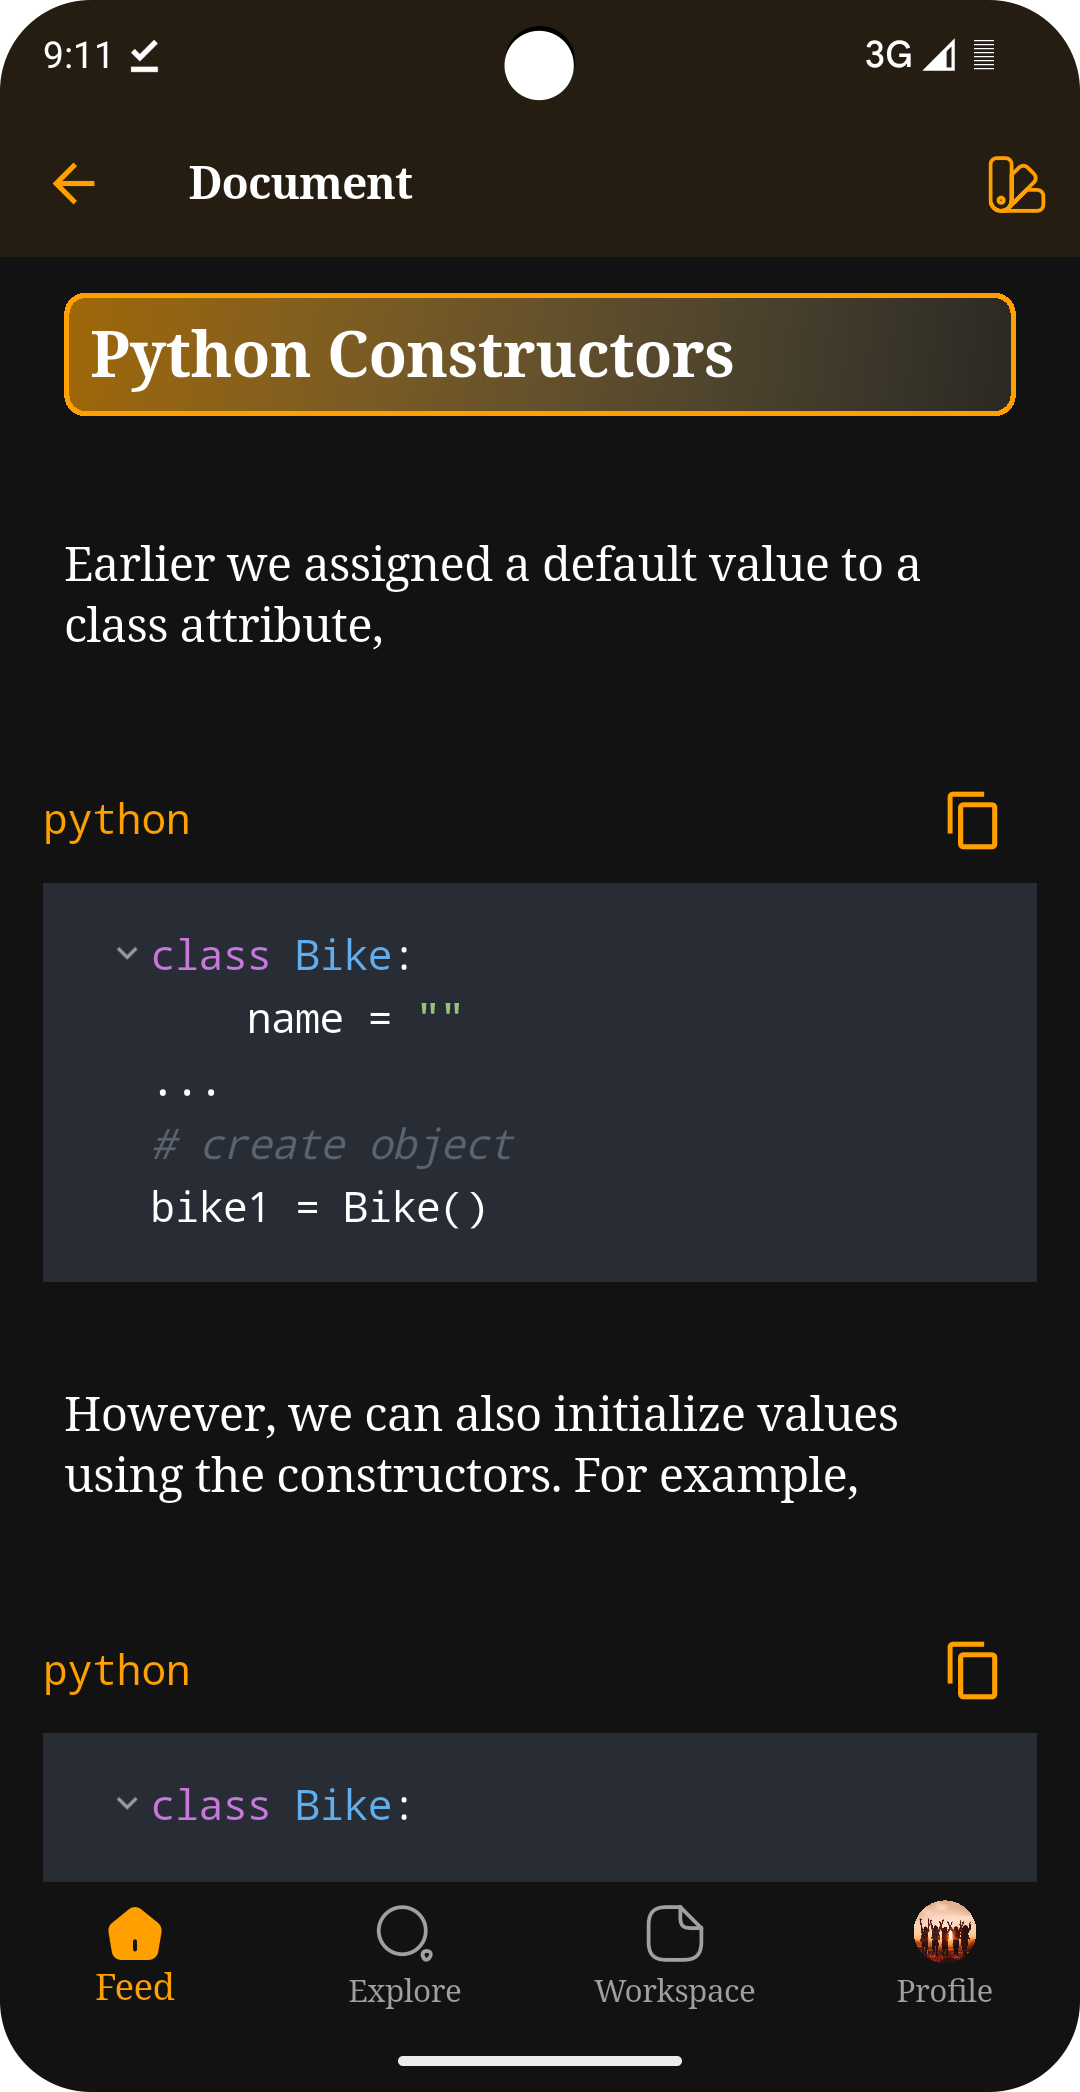 9:11
3G
Document
Python Constructors
Earlier we assigned a default value to a
class attribute,
python
class Bike:
    name = ""
...
# create object
bike1 = Bike()
However, we can also initialize values
using the constructors. For example,
python
class Bike:
Feed
Explore
Workspace
Profile